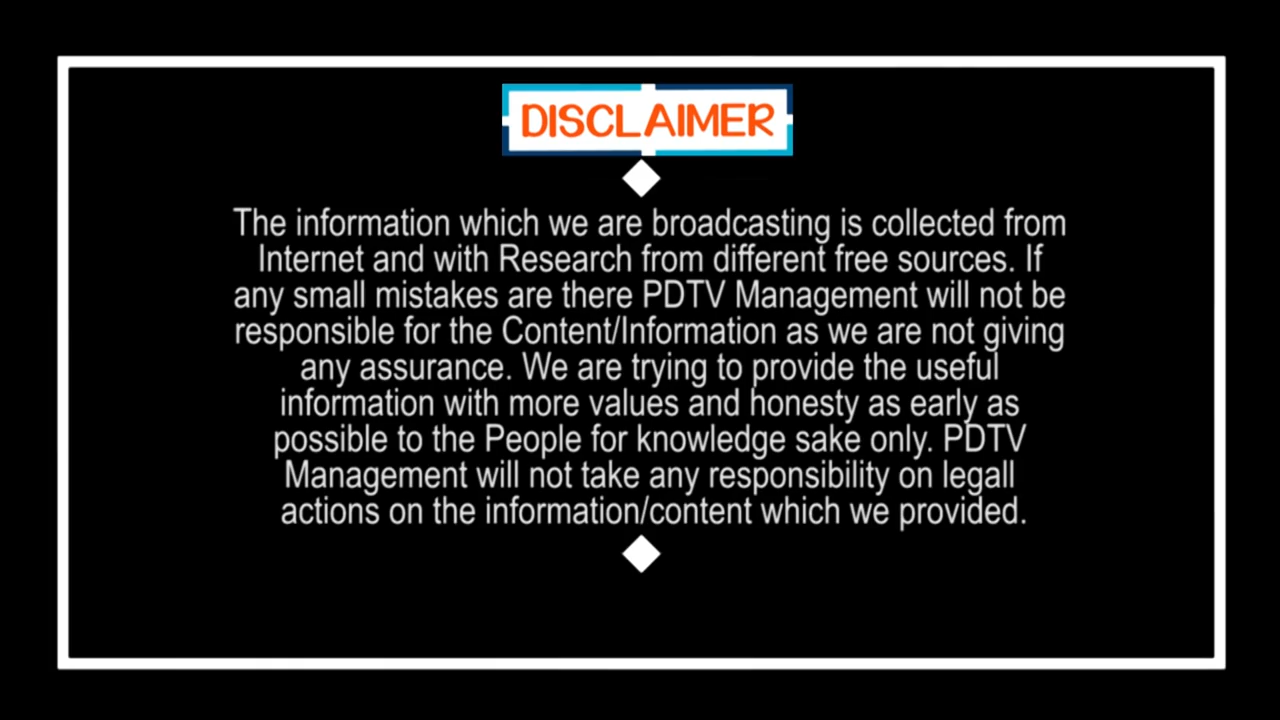 DISCLAIMER
The information which we are broadcasting is collected from
Internet and with Research from different free sources. If
any small mistakes are there PDTV Management will not be
responsible for the Content/Information as we are not giving
any assurance. We are trying to provide the useful
information with more values and honesty as early as
possible to the People for knowledge sake only. PDTV
Management will not take any responsibility on legall
actions on the information/content which we provided.